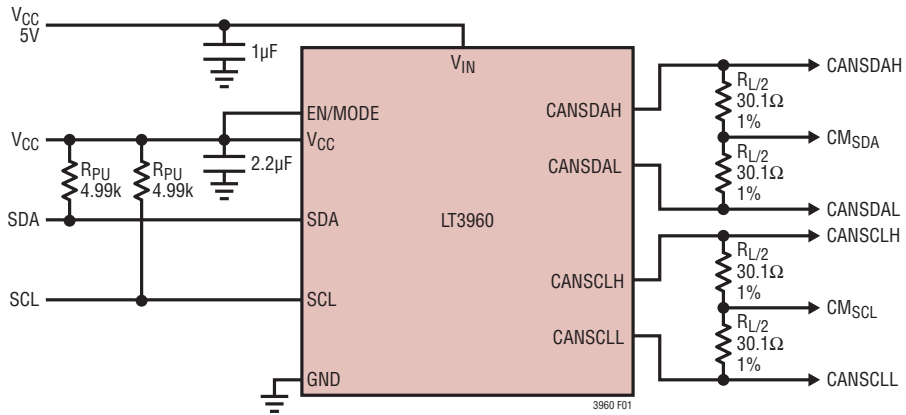 VCC
5V
1µF
VIN
EN/MODE
VCC
VCC
2.2µF
RPU
4.99k
RPU
4.99k
SDA
SDA
SCL
SCL
GND
LT3960
CANSDAH
CANSDAL
CANSCLH
CANSCLL
RL/2
30.1Ω
1%
RL/2
30.1Ω
1%
RL/2
30.1Ω
1%
RL/2
30.1Ω
1%
CANSDAH
CMSDA
CANSDAL
CANSCLH
CMSCL
CANSCLL
3960 F01